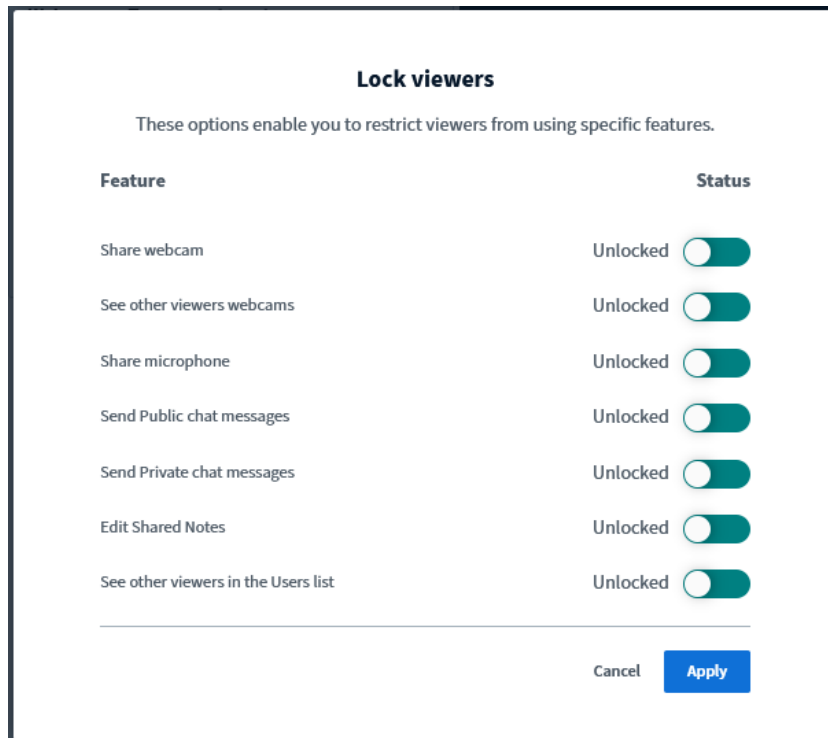 Lock viewers
These options enable you to restrict viewers from using specific features.
Feature Status
Share webcam Unlocked
See other viewers webcams Unlocked
Share microphone Unlocked
Send Public chat messages Unlocked
Send Private chat messages Unlocked
Edit Shared Notes Unlocked
See other viewers in the Users list Unlocked
Cancel Apply